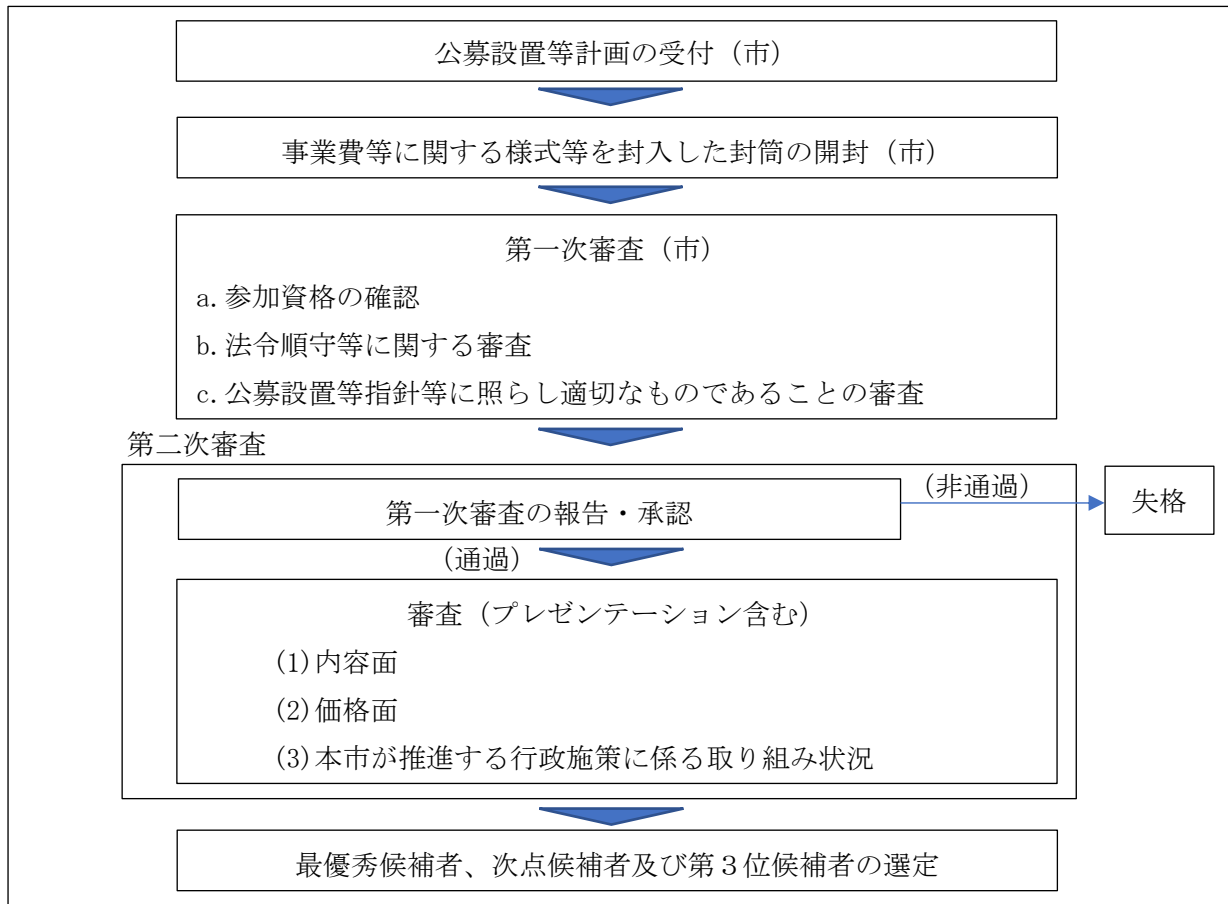 公募設置等計画の受付（市）
事業費等に関する様式等を封入した封筒の開封（市）
第一次審査（市）
a.参加資格の確認
b.法令順守等に関する審査
c.公募設置等指針等に照らし適切なものであることの審査
第二次審査
第一次審査の報告・承認
（非通過）
失格
（通過）
審査（プレゼンテーション含む）
(1)内容面
(2)価格面
(3)本市が推進する行政施策に係る取り組み状況
最優秀候補者、次点候補者及び第３位候補者の選定